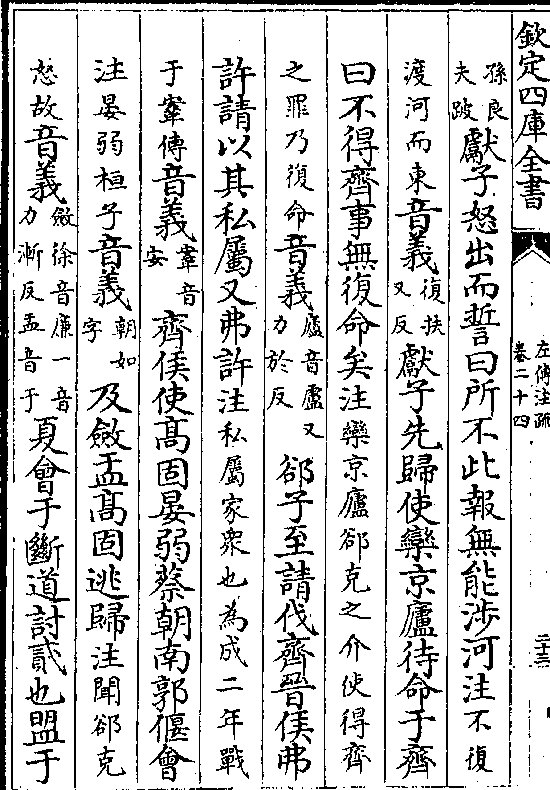 欽定四庫全書
左傳注疏
卷二十四
二十三
孫良
夫跛獻子怒出而誓曰所不此報無能涉河注不復
渡河而東音義復扶
又反獻子先歸使欒京廬待命于齊
曰不得齊事無復命矣注欒京廬郤克之介使得齊
之罪乃復命音義廬音盧又
力於反郤子至請伐齊晉侯弗
許請以其私屬又弗許注私屬家衆也為成二年戰
于鞌傳音義鞌音
安齊侯使髙固晏弱蔡朝南郭偃會
注晏弱桓子音義朝如
字及斂盂髙固逃歸注聞郤克
怒故音義斂徐音廉一音
力漸反盂音于夏會于斷道討貳也盟于